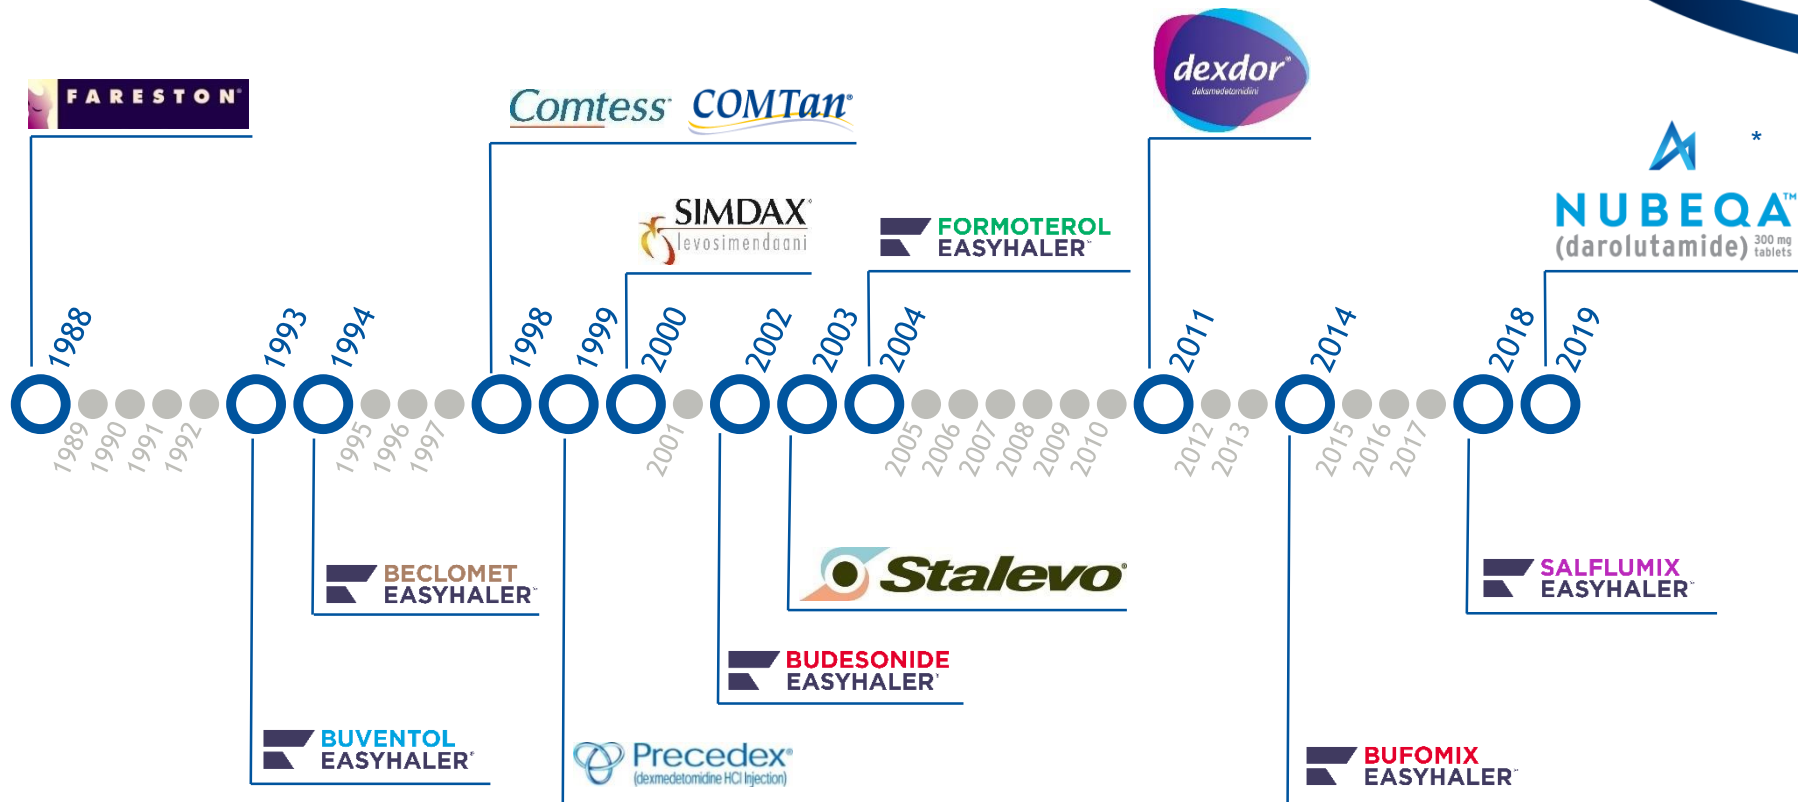 FARESTON®
Comtess® COMTan®
dexdor®
deksmedetomidiini
*
SIMDAX®
levosimendaani
FORMOTEROL
EASYHALER
NUBEQA™
(darolutamide) 300 mg
tablets
1988
1993
1994
1998
1999
2000
2002
2003
2004
2011
2014
2018
2019
1989
1990
1991
1992
1995
1996
1997
2001
2005
2006
2007
2008
2009
2010
2012
2013
2015
2016
2017
BECLOMET
EASYHALER
Stalevo®
SALFLUMIX
EASYHALER
BUDESONIDE
EASYHALER
BUVENTOL
EASYHALER
Precedex®
(dexmedetomidine HCl Injection)
BUFOMIX
EASYHALER